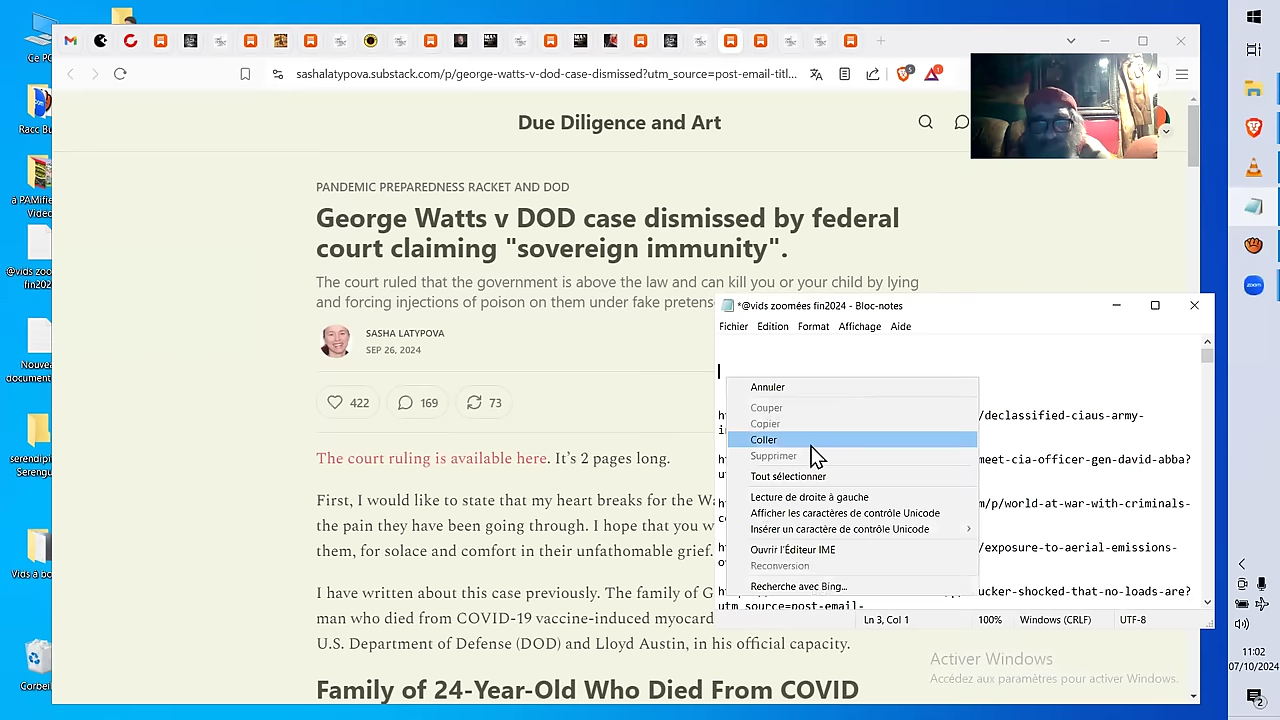 Ce PC
Racc Bu
a PAMifie
Video
@vids zoo
fin202
Nouve
document
serendip
Serengu
Vids à bo
Corbeil
sashalatypova.substack.com/p/george-watts-v-dod-case-dismissed?utm_source=post-email-titl...
Due Diligence and Art
PANDEMIC PREPAREDNESS RACKET AND DOD
George Watts v DOD case dismissed by federal
court claiming "sovereign immunity".
The court ruled that the government is above the law and can kill you or your child by lying
and forcing injections of poison on them under fake pretens
SASHA LATYPOVA
SEP 26, 2024
422
169
73
The court ruling is available here. It's 2 pages long.
First, I would like to state that my heart breaks for the Wa
the pain they have been going through. I hope that you w
them, for solace and comfort in their unfathomable grief.
I have written about this case previously. The family of G
man who died from COVID-19 vaccine-induced myocard
U.S. Department of Defense (DOD) and Lloyd Austin, in his official capacity.
Family of 24-Year-Old Who Died From COVID
*@vids zoomées fin2024 - Bloc-notes
Fichier Edition Format Affichage Aide
/declassified-ciaus-army-
meet-cia-officer-gen-david-abba?
m/p/world-at-war-with-criminals-
/exposure-to-aerial-emissions-
ucker-shocked-that-no-loads-are?
utm_source=post-email-
Annuler
Couper
Copier
Coller
Supprimer
Tout sélectionner
Lecture de droite à gauche
Afficher les caractères de contrôle Unicode
Insérer un caractère de contrôle Unicode
Ouvrir l'Éditeur IME
Reconversion
Recherche avec Bing...
Ln 3, Col 1
100%
Windows (CRLF)
UTF-8
Activer Windows
Accédez aux paramètres pour activer Windows.
zoom
11:02
07/10/2024
2